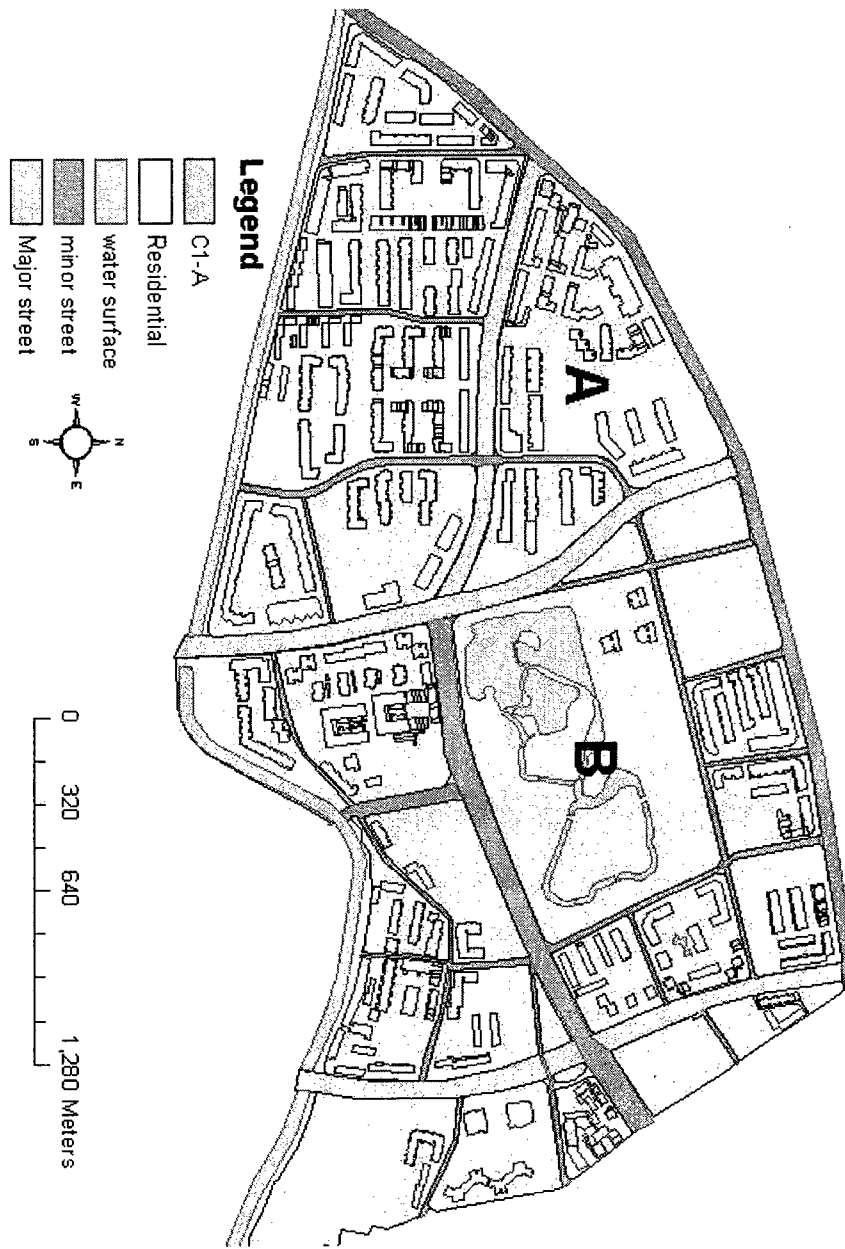 A
B
Legend
C1-A
Residential
water surface
minor street
Major street
N
W
E
S
0 320 640 1,280 Meters